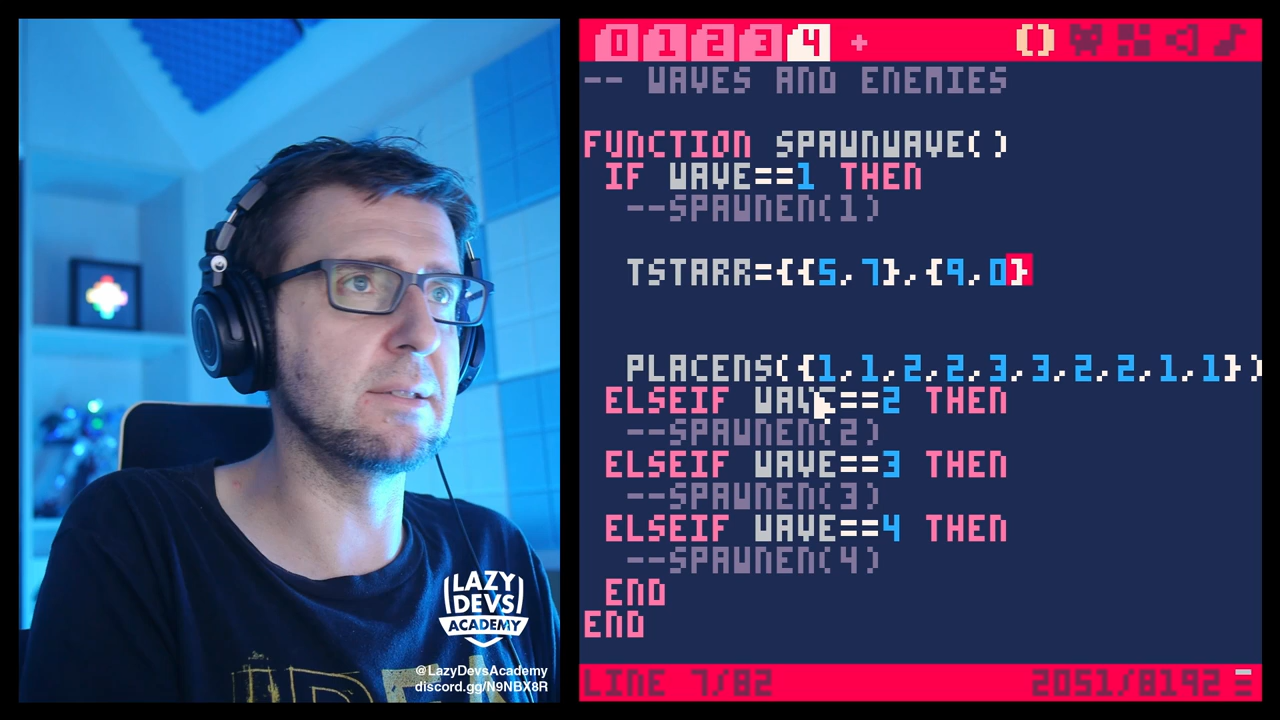 LAZY
DEVS
ACADEMY
@LazyDevsAcademy
discord.gg/N9NBX8R
0 1 2 3 4 +
-- WAVES AND ENEMIES
FUNCTION SPAWNWAVE()
IF WAVE==1 THEN
--SPAWNEN(1)
TSTARR={{5,7},{9,0}
PLACENS({1,1,2,2,3,3,2,2,1,1})
ELSEIF WAVE==2 THEN
--SPAWNEN(2)
ELSEIF WAVE==3 THEN
--SPAWNEN(3)
ELSEIF WAVE==4 THEN
--SPAWNEN(4)
END
END
LINE 7/82
2051/8192